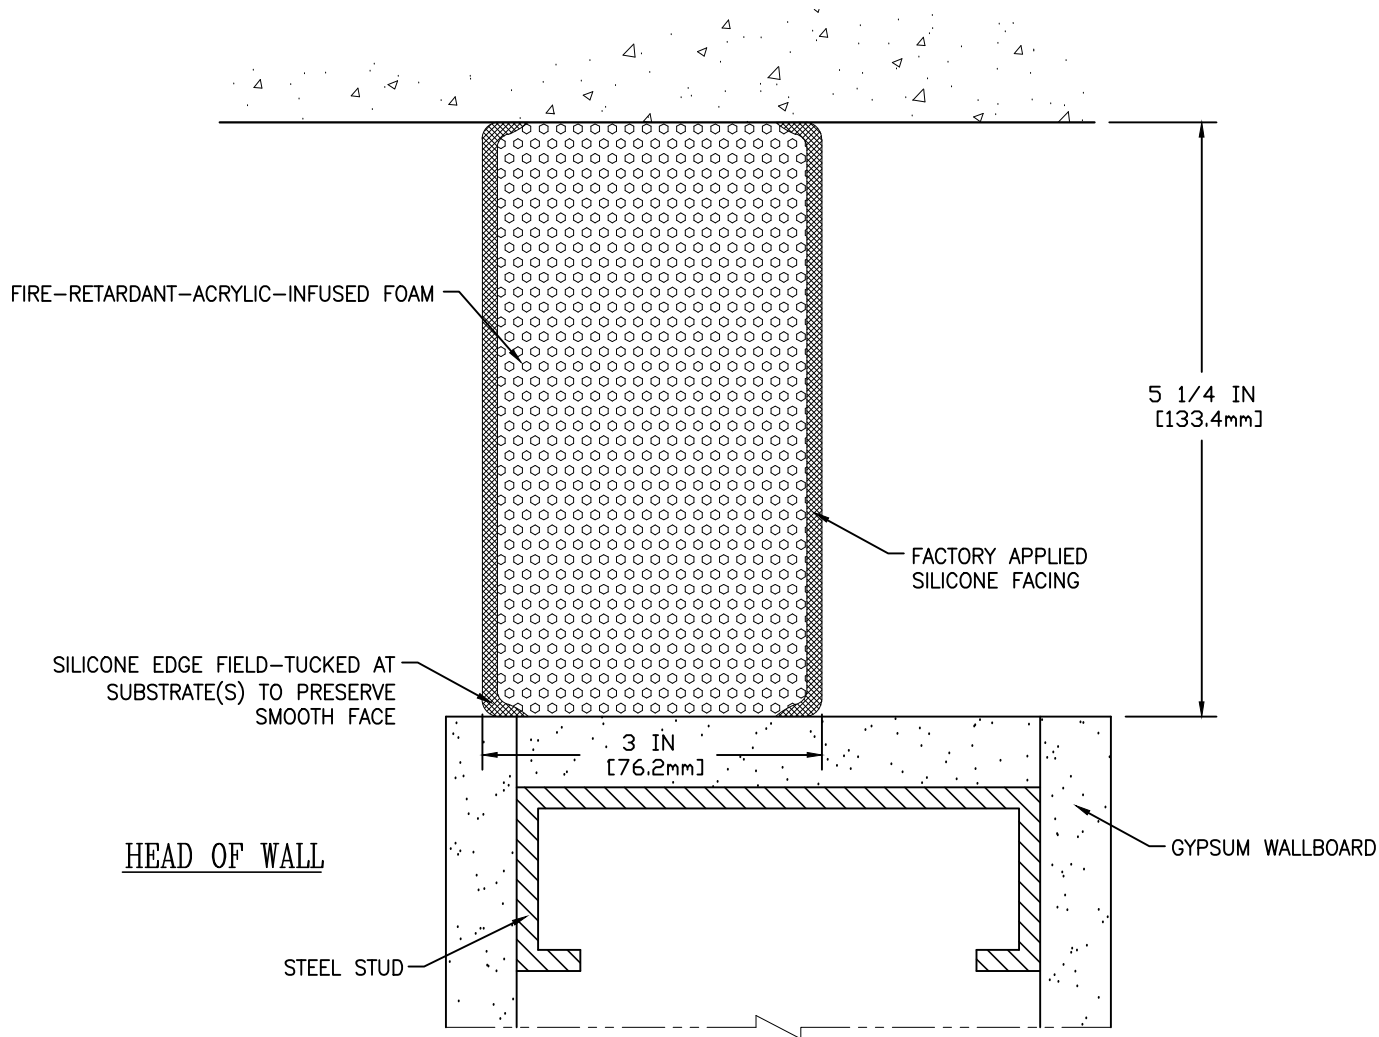 FIRE-RETARDANT-ACRYLIC-INFUSED FOAM
5 1/4 IN
[133.4mm]
FACTORY APPLIED
SILICONE FACING
SILICONE EDGE FIELD-TUCKED AT
SUBSTRATE(S) TO PRESERVE
SMOOTH FACE
3 IN
[76.2mm]
HEAD OF WALL
GYPSUM WALLBOARD
STEEL STUD